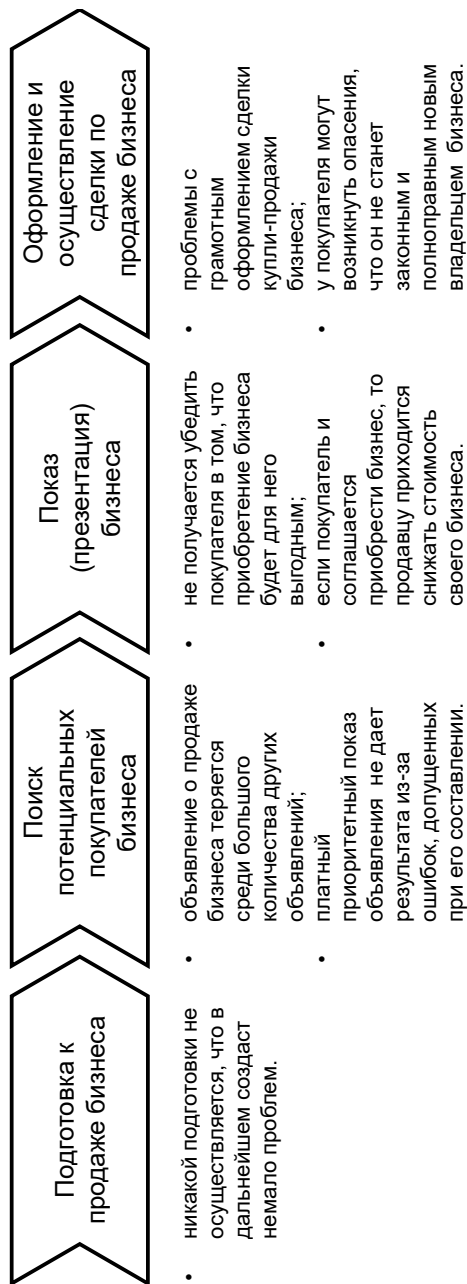 Подготовка к
продаже бизнеса
• никакой подготовки не
осуществляется, что в
дальнейшем создаст
немало проблем.
Поиск
потенциальных
покупателей
бизнеса
• объявление о продаже
бизнеса теряется
среди большого
количества других
объявлений;
• платный
приоритетный показ
объявления не дает
результата из-за
ошибок, допущенных
при его составлении.
Показ
(презентация)
бизнеса
• не получается убедить
покупателя в том, что
приобретение бизнеса
будет для него
выгодным;
• если покупатель и
соглашается
приобрести бизнес, то
продавцу приходится
снижать стоимость
своего бизнеса.
Оформление и
осуществление
сделки по
продаже бизнеса
• проблемы с
грамотным
оформлением сделки
купли-продажи
бизнеса;
• у покупателя могут
возникнуть опасения,
что он не станет
законным и
полноправным новым
владельцем бизнеса.